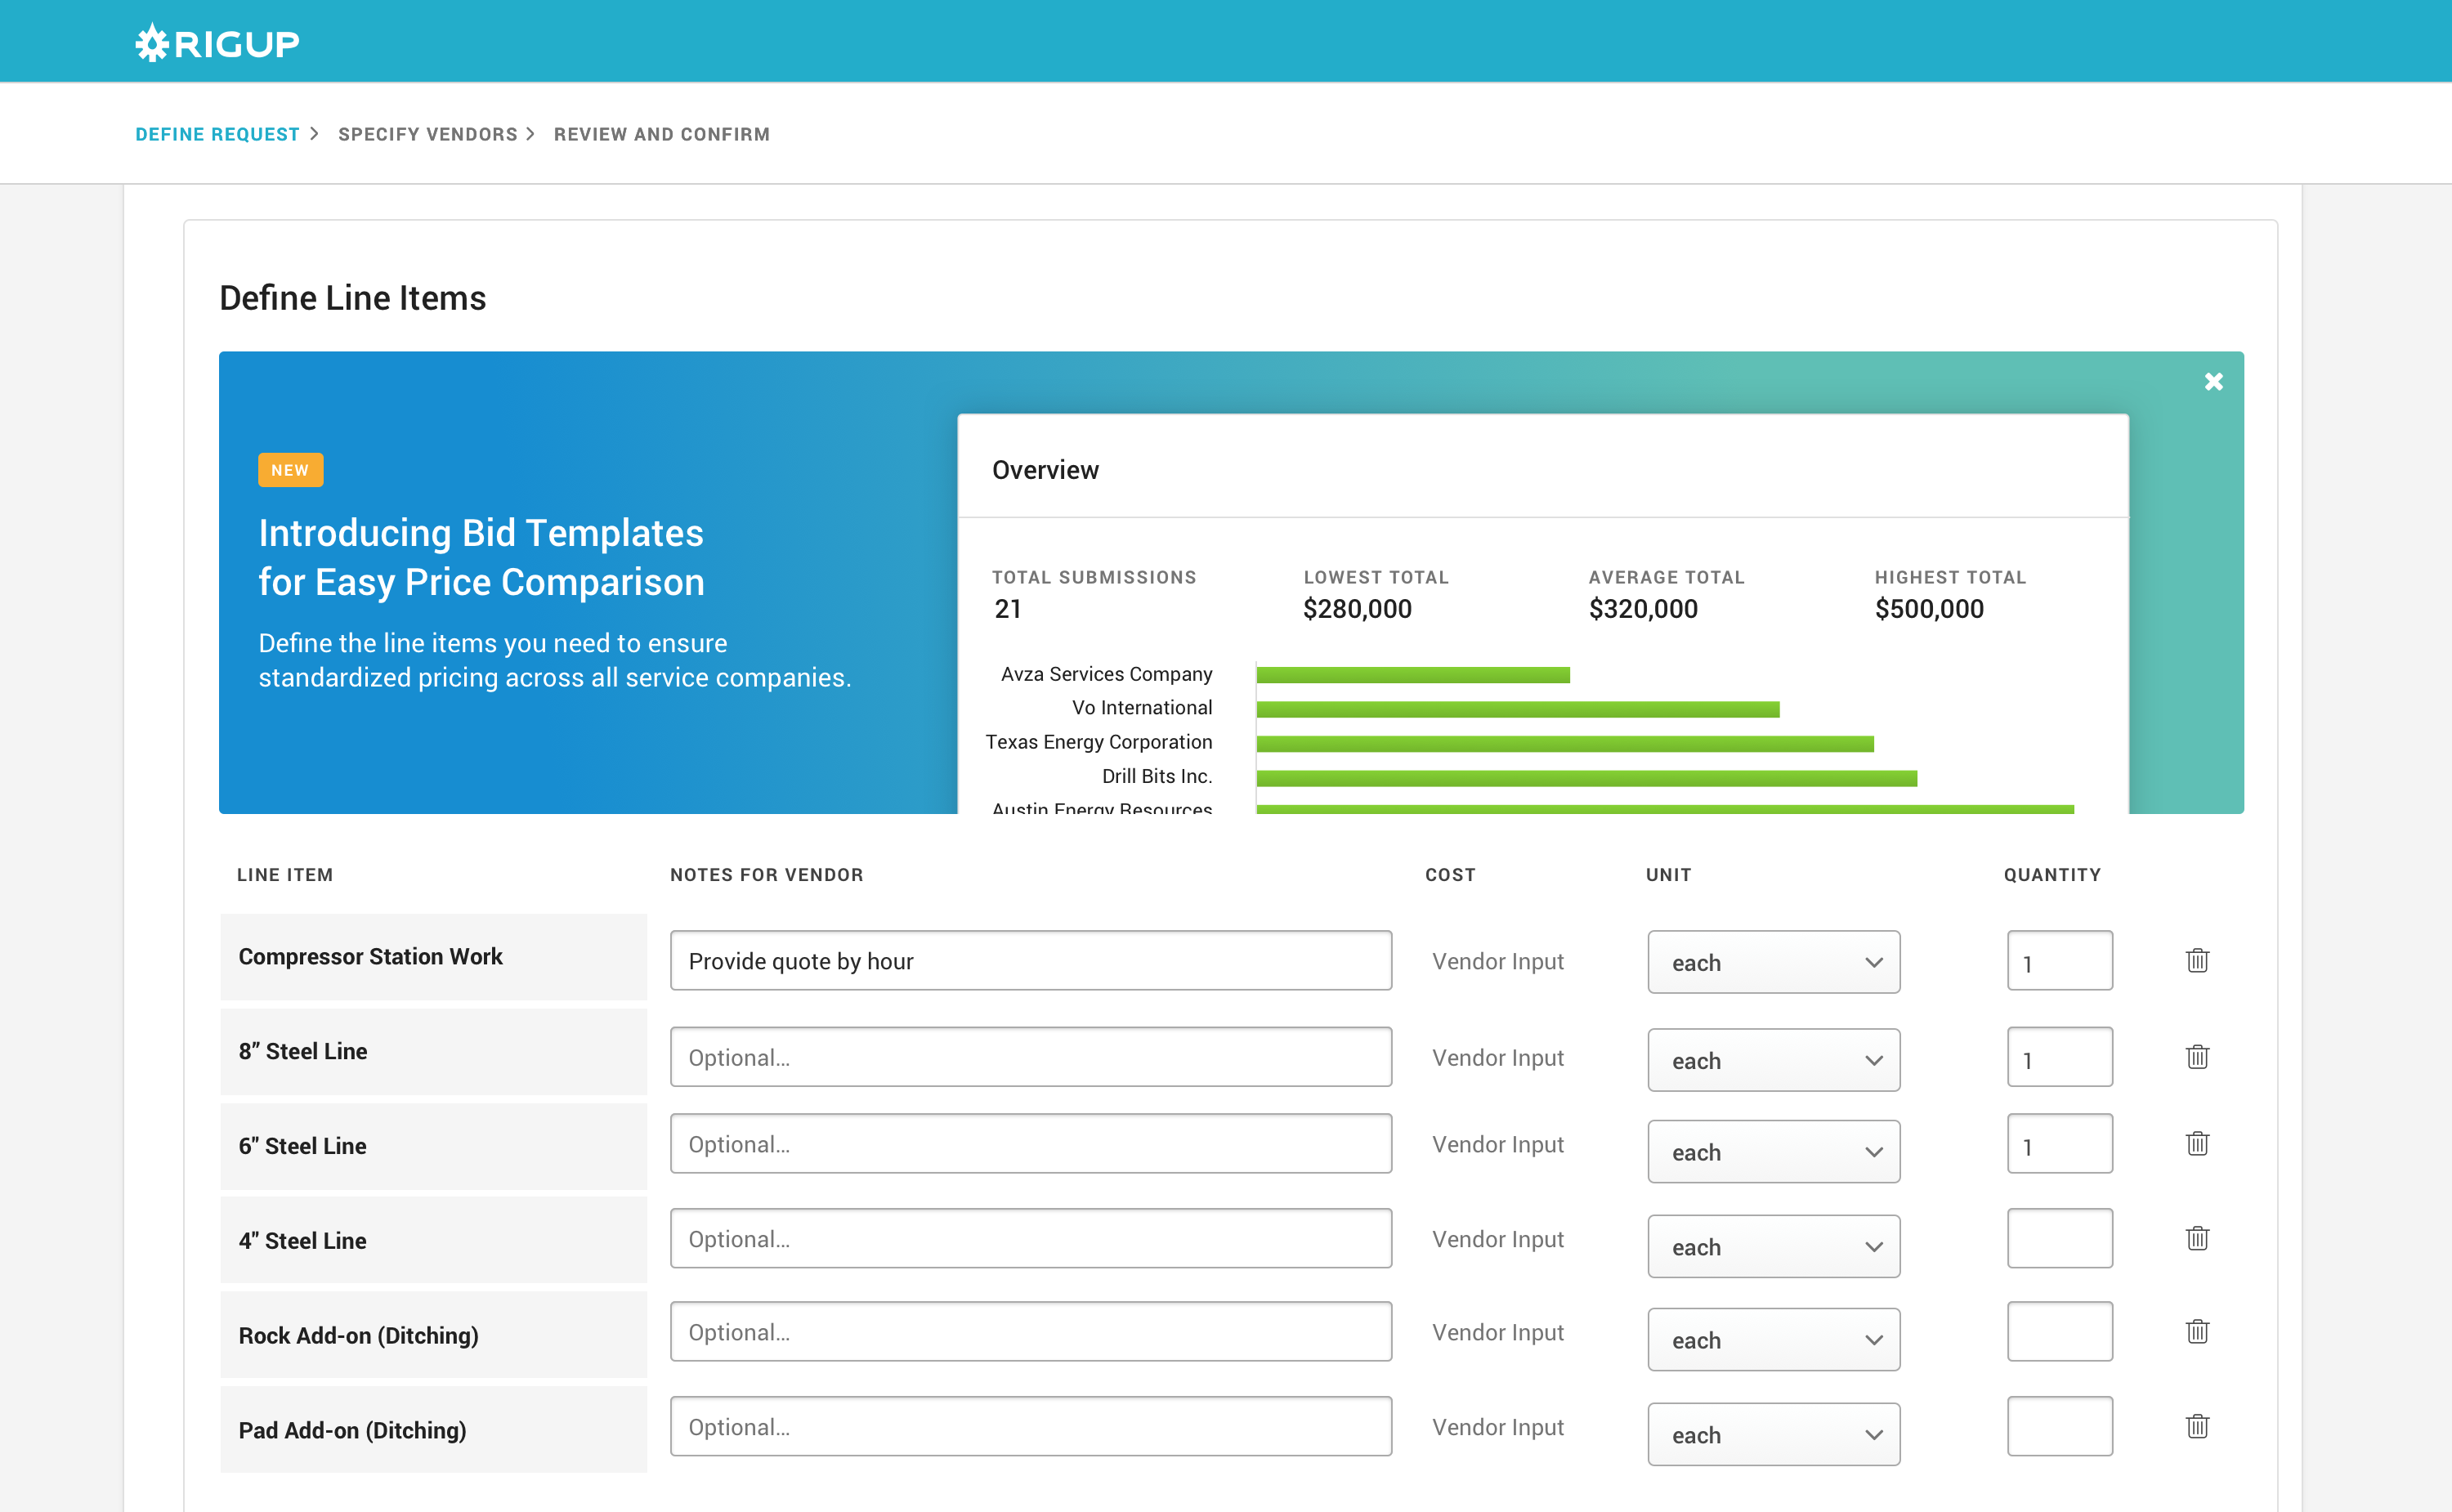 RIGUP
DEFINE REQUEST > SPECIFY VENDORS > REVIEW AND CONFIRM
Define Line Items
NEW
Introducing Bid Templates
for Easy Price Comparison
Define the line items you need to ensure
standardized pricing across all service companies.
Overview
TOTAL SUBMISSIONS LOWEST TOTAL AVERAGE TOTAL HIGHEST TOTAL
21 $280,000 $320,000 $500,000
Avza Services Company
Vo International
Texas Energy Corporation
Drill Bits Inc.
Austin Energy Resources
LINE ITEM NOTES FOR VENDOR COST UNIT QUANTITY
Compressor Station Work Provide quote by hour Vendor Input each 1
8” Steel Line Optional... Vendor Input each 1
6" Steel Line Optional... Vendor Input each 1
4" Steel Line Optional... Vendor Input each
Rock Add-on (Ditching) Optional... Vendor Input each
Pad Add-on (Ditching) Optional... Vendor Input each